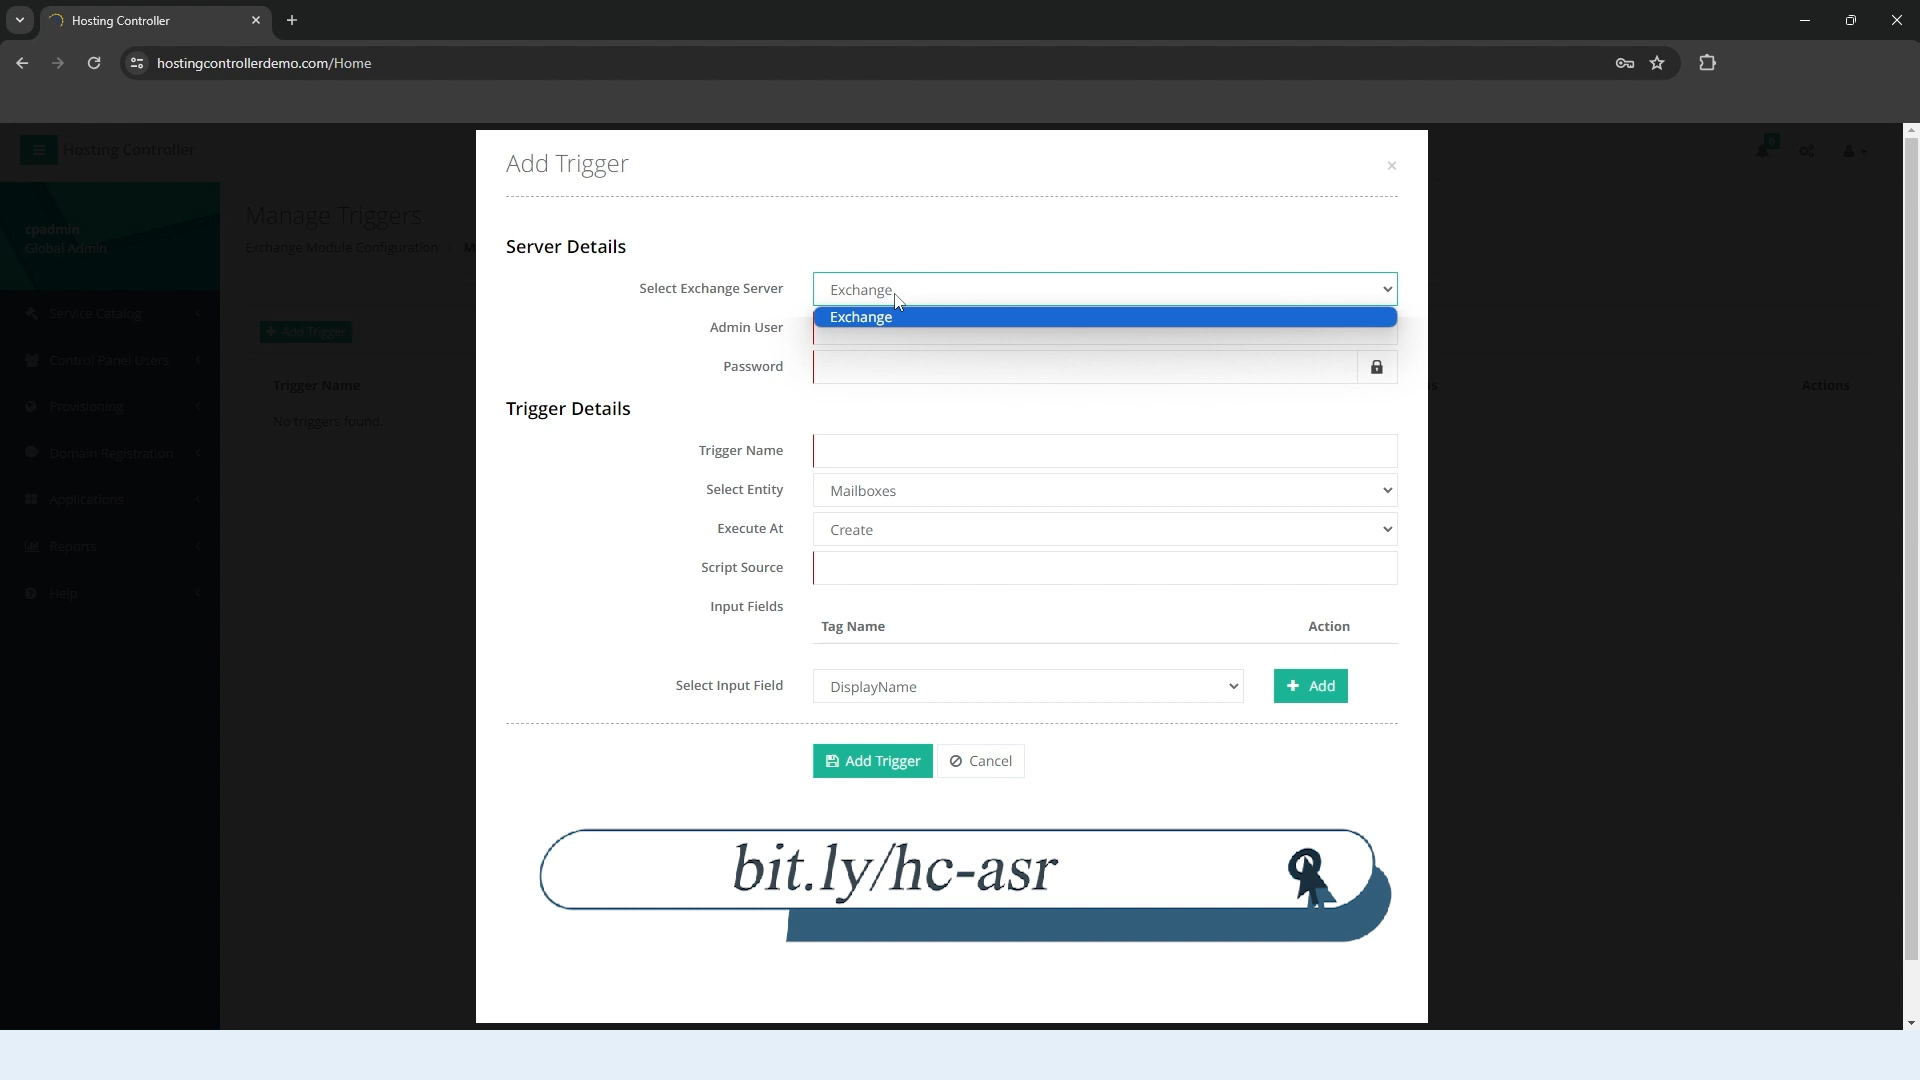 Hosting Controller
hostingcontrollerdemo.com/Home
Hosting Controller
0
cpadmin
Global Admin
Service Catalog
Control Panel Users
Provisioning
Domain Registration
Applications
Reports
Help
Manage Triggers
Exchange Module Configuration
Add Trigger
Trigger Name
Actions
No triggers found.
Add Trigger
×
Server Details
Select Exchange Server
Exchange
Exchange
Admin User
Password
Trigger Details
Trigger Name
Select Entity
Mailboxes
Execute At
Create
Script Source
Input Fields
Tag Name
Action
Select Input Field
DisplayName
Add
Add Trigger
Cancel
bit.ly/hc-asr